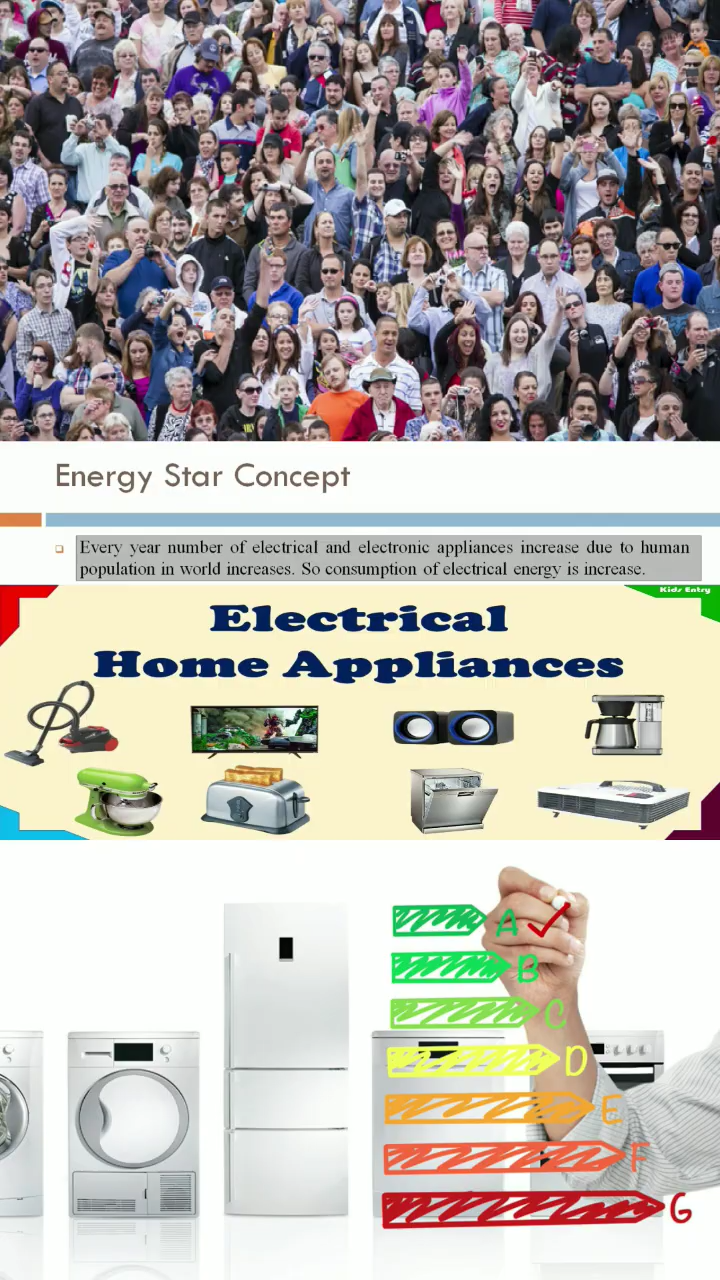 Energy Star Concept
Every year number of electrical and electronic appliances increase due to human
population in world increases. So consumption of electrical energy is increase.
Kids Entry
Electrical
Home Appliances
A
B
C
D
E
F
G